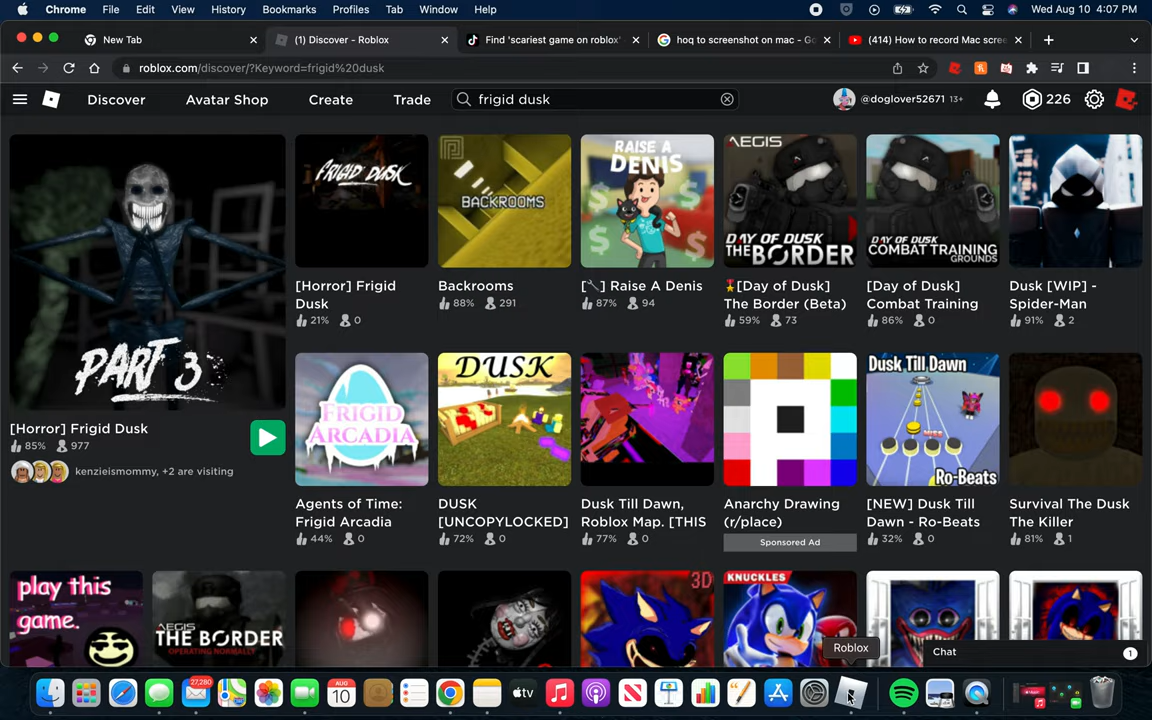 Chrome File Edit View History Bookmarks Profiles Tab Window Help Wed Aug 10 4:07 PM
New Tab (1) Discover - Roblox Find 'scariest game on roblox' hoq to screenshot on mac - Go (414) How to record Mac scree
roblox.com/discover/?Keyword=frigid%20dusk
Discover Avatar Shop Create Trade frigid dusk @doglover52671 13+ 226
PART 3
[Horror] Frigid Dusk
85% 977
kenzieismommy, +2 are visiting
FRIGID DUSK
[Horror] Frigid
Dusk
21% 0
BACKROOMS
Backrooms
88% 291
RAISE A
DENIS
[🔧] Raise A Denis
87% 94
AEGIS
DAY OF DUSK
THE BORDER
🎖️[Day of Dusk]
The Border (Beta)
59% 73
DAY OF DUSK
COMBAT TRAINING
GROUNDS
[Day of Dusk]
Combat Training
86% 0
Dusk [WIP] -
Spider-Man
91% 2
FRIGID
ARCADIA
Agents of Time:
Frigid Arcadia
44% 0
DUSK
DUSK
[UNCOPYLOCKED]
72% 0
Dusk Till Dawn,
Roblox Map. [THIS
77% 0
P
Anarchy Drawing
(r/place)
Sponsored Ad
Dusk Till Dawn
MISS
Ro-Beats
[NEW] Dusk Till
Dawn - Ro-Beats
32% 0
Survival The Dusk
The Killer
81% 1
play this
game.
AEGIS
THE BORDER
OPERATING NORMALLY
3D
KNUCKLES
Roblox
Chat 1
27,280
AUG
10
tv